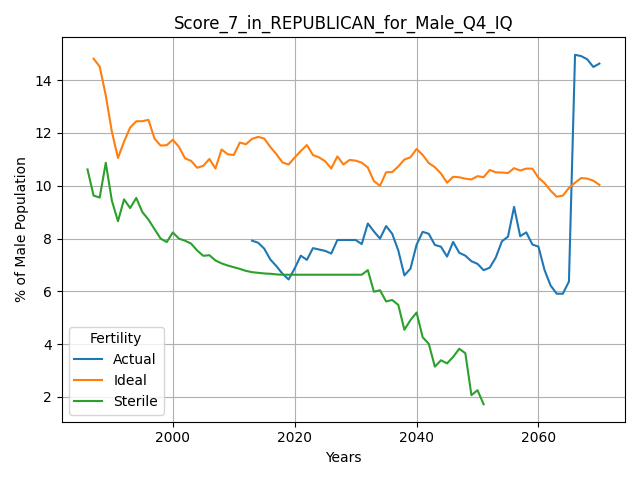 Score_7_in_REPUBLICAN_for_Male_Q4_IQ
% of Male Population
14
12
10
8
6
4
2
Fertility
Actual
Ideal
Sterile
2000
2020
2040
2060
Years